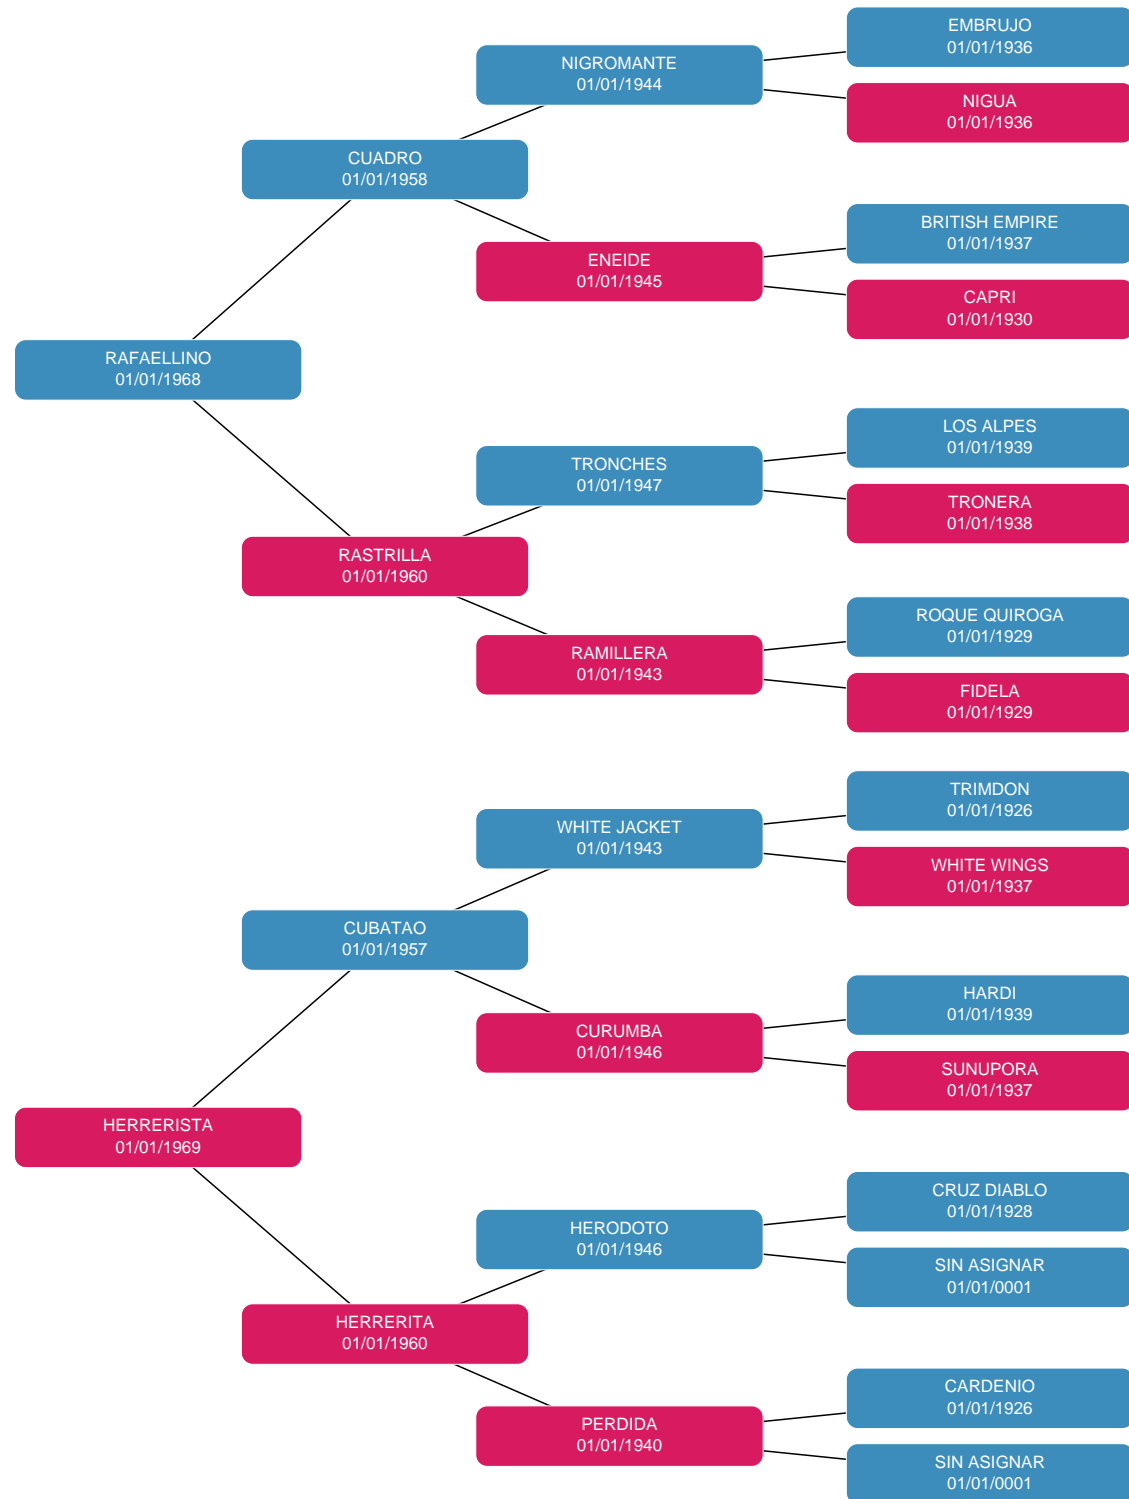 EMBRUJO
01/01/1936
NIGROMANTE
01/01/1944
NIGUA
01/01/1936
CUADRO
01/01/1958
BRITISH EMPIRE
01/01/1937
ENEIDE
01/01/1945
CAPRI
01/01/1930
RAFAELLINO
01/01/1968
LOS ALPES
01/01/1939
TRONCHES
01/01/1947
TRONERA
01/01/1938
RASTRILLA
01/01/1960
ROQUE QUIROGA
01/01/1929
RAMILLERA
01/01/1943
FIDELA
01/01/1929
TRIMDON
01/01/1926
WHITE JACKET
01/01/1943
WHITE WINGS
01/01/1937
CUBATAO
01/01/1957
HARDI
01/01/1939
CURUMBA
01/01/1946
SUNUPORA
01/01/1937
HERRERISTA
01/01/1969
CRUZ DIABLO
01/01/1928
HERODOTO
01/01/1946
SIN ASIGNAR
01/01/0001
HERRERITA
01/01/1960
CARDENIO
01/01/1926
PERDIDA
01/01/1940
SIN ASIGNAR
01/01/0001